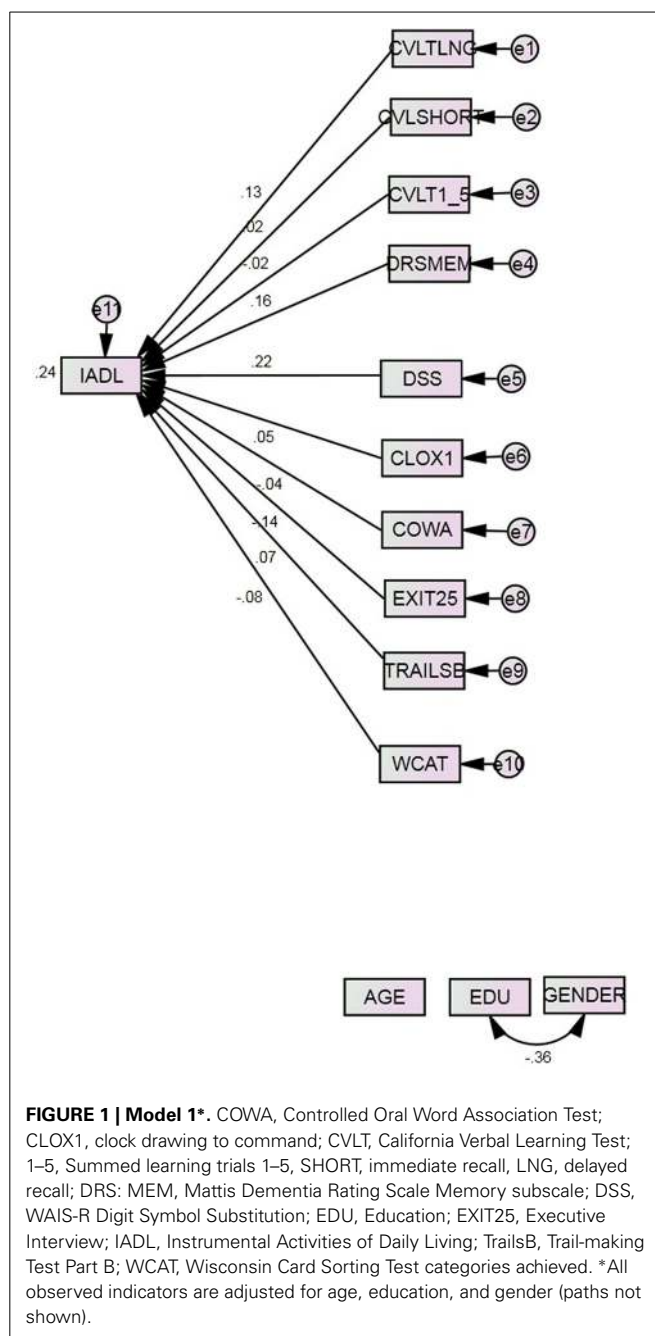 CVLTLNG e1
CVLSHORT e2
CVLT1_5 e3
DRSMEM e4
.13
.02
-.02
.16
e11
.24 IADL .22 DSS e5
.05 CLOX1 e6
-.04 COWA e7
-.14
.07
-.08 EXIT25 e8
TRAILSB e9
WCAT e10
AGE EDU GENDER
-.36
FIGURE 1 | Model 1*. COWA, Controlled Oral Word Association Test;
CLOX1, clock drawing to command; CVLT, California Verbal Learning Test;
1–5, Summed learning trials 1–5, SHORT, immediate recall, LNG, delayed
recall; DRS: MEM, Mattis Dementia Rating Scale Memory subscale; DSS,
WAIS-R Digit Symbol Substitution; EDU, Education; EXIT25, Executive
Interview; IADL, Instrumental Activities of Daily Living; TrailsB, Trail-making
Test Part B; WCAT, Wisconsin Card Sorting Test categories achieved. *All
observed indicators are adjusted for age, education, and gender (paths not
shown).